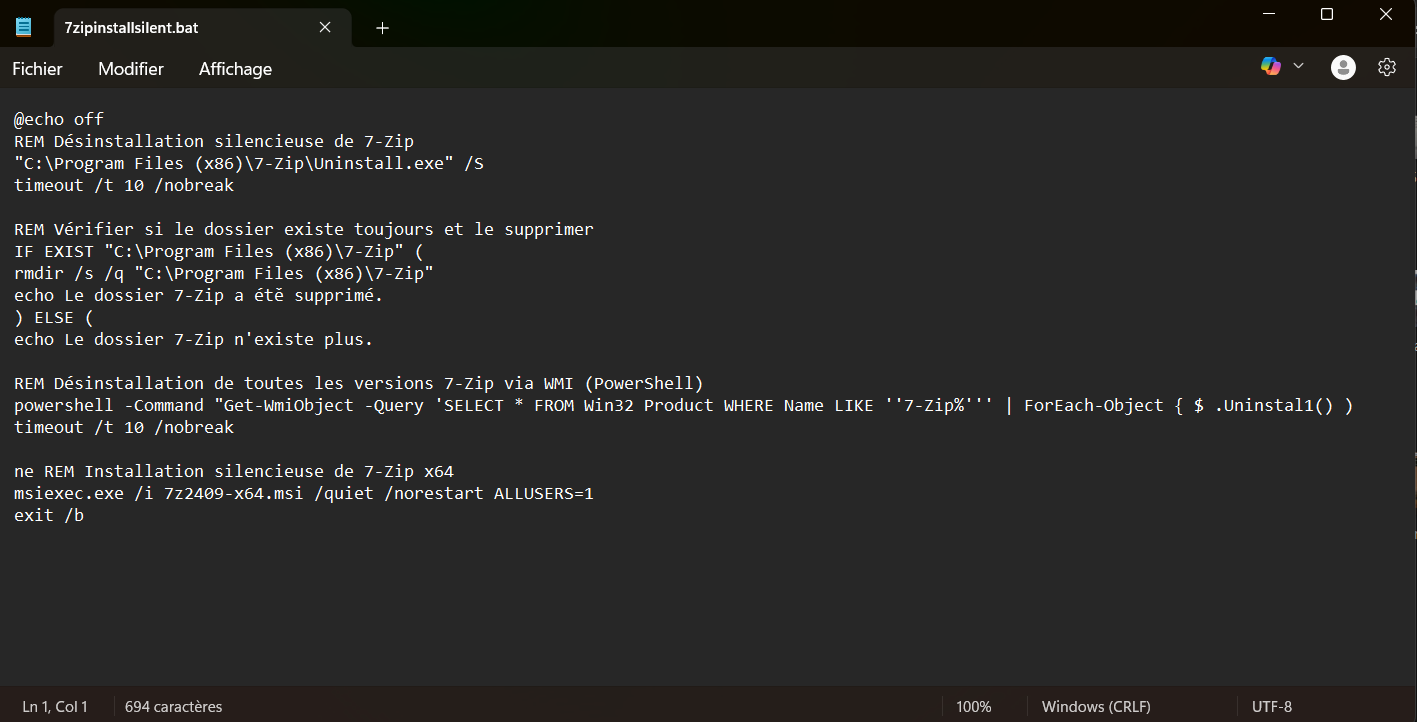 7zipinstallsilent.bat
Fichier Modifier Affichage
@echo off
REM Désinstallation silencieuse de 7-Zip
"C:\Program Files (x86)\7-Zip\Uninstall.exe" /S
timeout /t 10 /nobreak
REM Vérifier si le dossier existe toujours et le supprimer
IF EXIST "C:\Program Files (x86)\7-Zip" (
rmdir /s /q "C:\Program Files (x86)\7-Zip"
echo Le dossier 7-Zip a étě supprimé.
) ELSE (
echo Le dossier 7-Zip n'existe plus.
REM Désinstallation de toutes les versions 7-Zip via WMI (PowerShell)
powershell -Command "Get-WmiObject -Query 'SELECT * FROM Win32 Product WHERE Name LIKE ''7-Zip%''' | ForEach-Object { $ .Uninstal1() )
timeout /t 10 /nobreak
ne REM Installation silencieuse de 7-Zip x64
msiexec.exe /i 7z2409-x64.msi /quiet /norestart ALLUSERS=1
exit /b
Ln 1, Col 1 694 caractères 100% Windows (CRLF) UTF-8